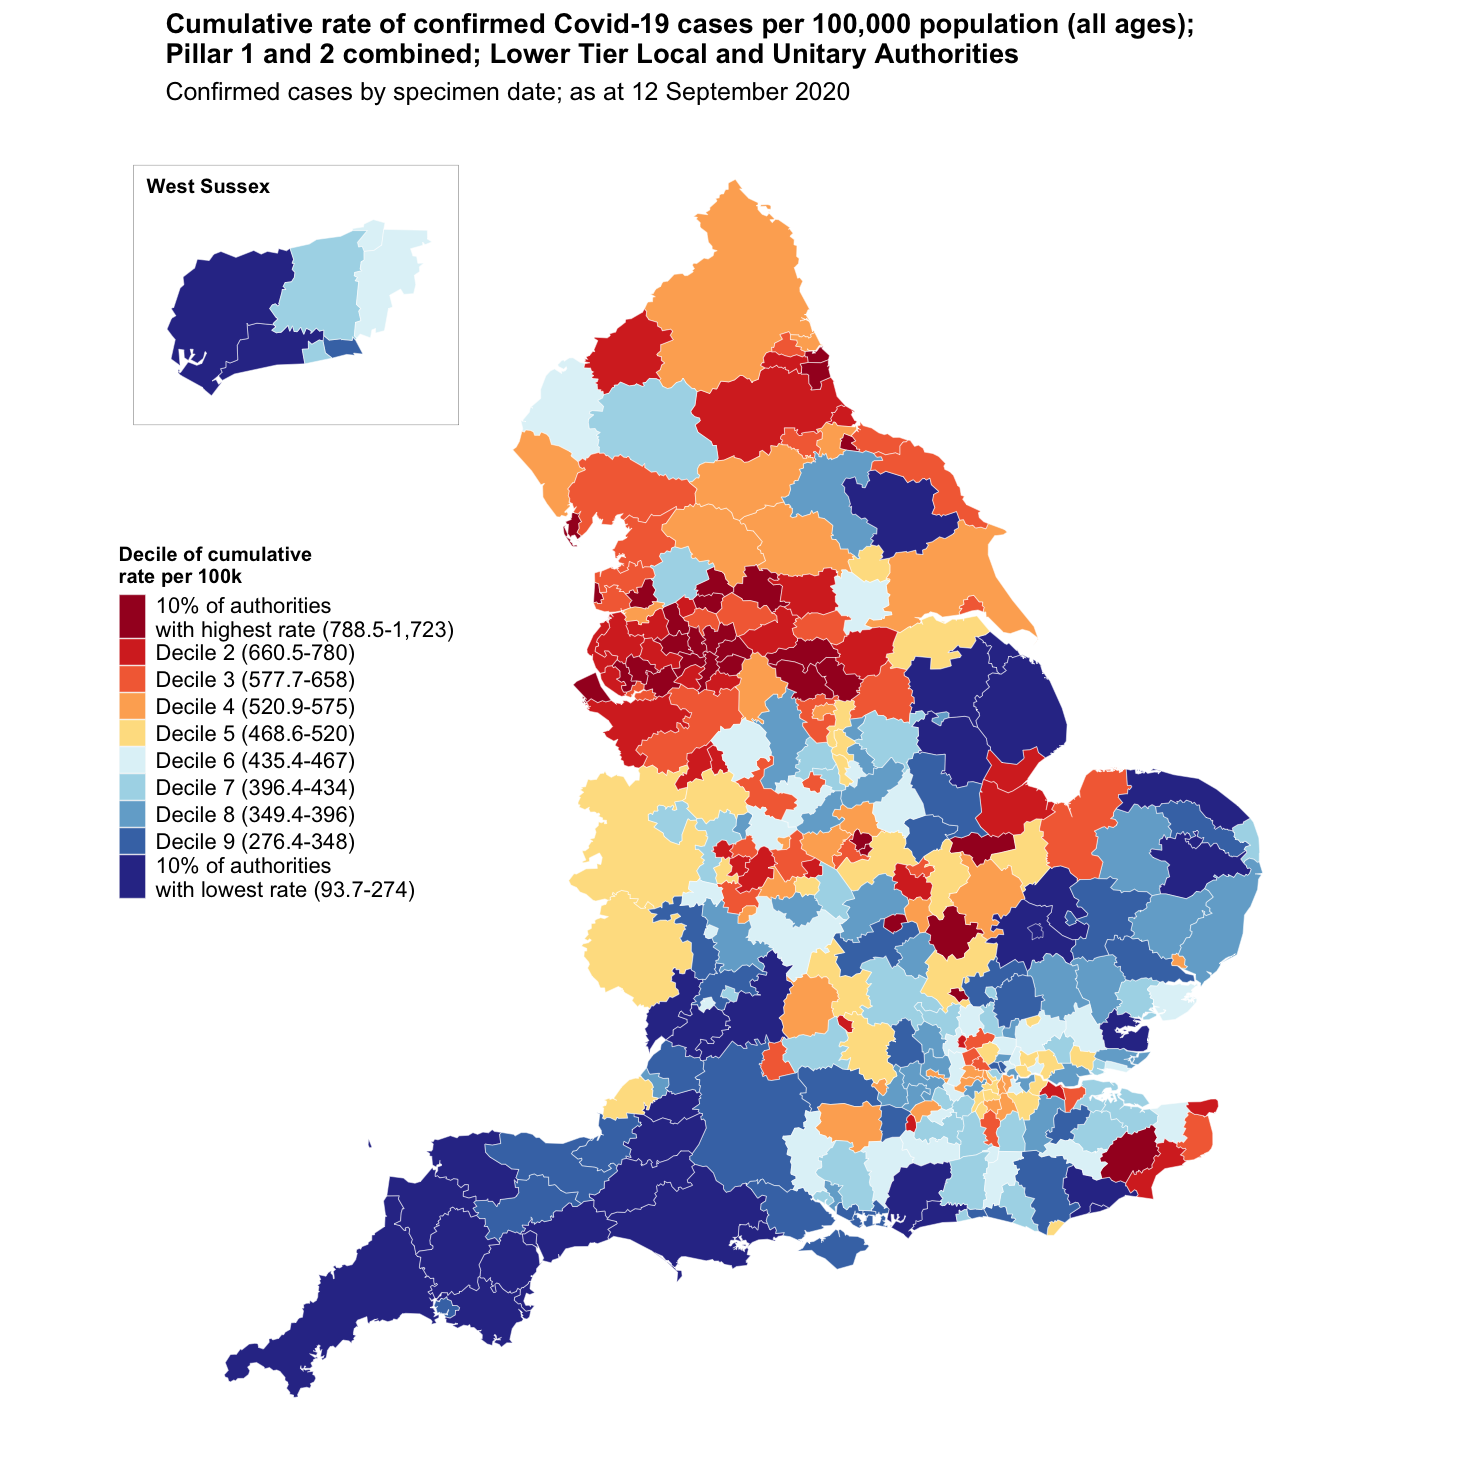 Cumulative rate of confirmed Covid-19 cases per 100,000 population (all ages);
Pillar 1 and 2 combined; Lower Tier Local and Unitary Authorities
Confirmed cases by specimen date; as at 12 September 2020
West Sussex
Decile of cumulative
rate per 100k
10% of authorities
with highest rate (788.5-1,723)
Decile 2 (660.5-780)
Decile 3 (577.7-658)
Decile 4 (520.9-575)
Decile 5 (468.6-520)
Decile 6 (435.4-467)
Decile 7 (396.4-434)
Decile 8 (349.4-396)
Decile 9 (276.4-348)
10% of authorities
with lowest rate (93.7-274)